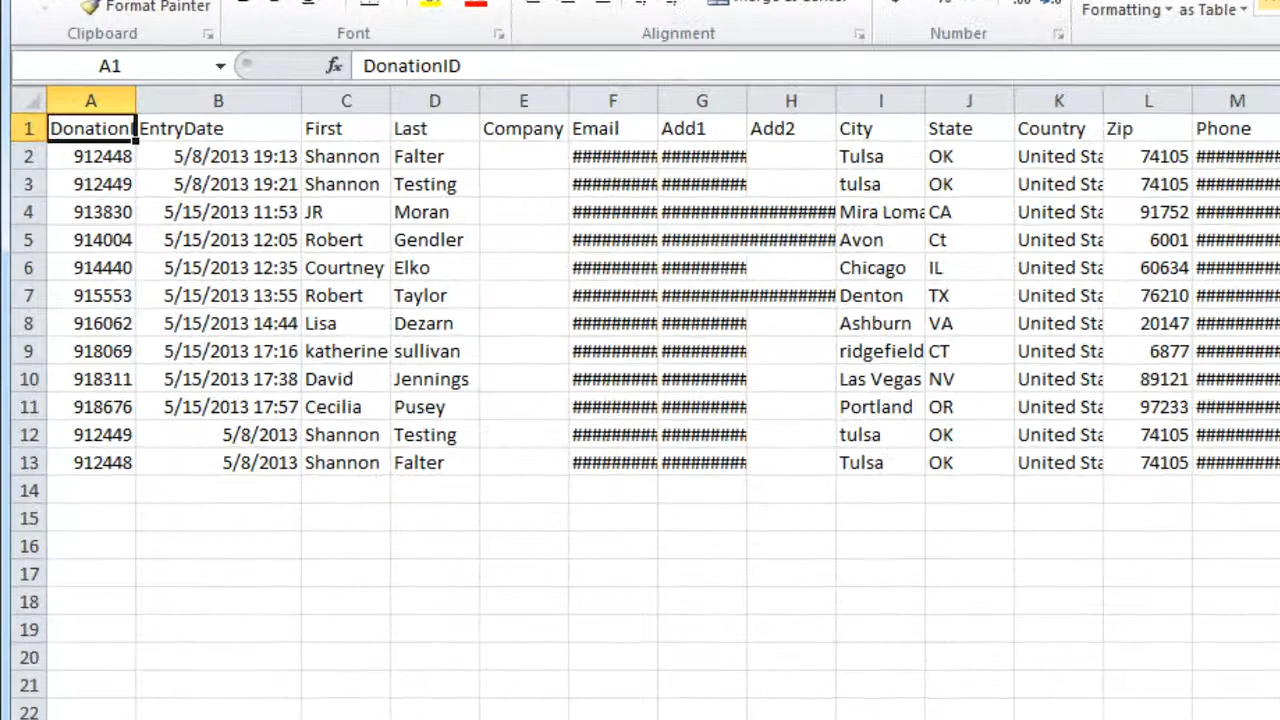 Format Painter
Formatting as Table
Clipboard Font Alignment Number
A1 fx DonationID
A B C D E F G H I J K L M
1 Donation EntryDate First Last Company Email Add1 Add2 City State Country Zip Phone
2 912448 5/8/2013 19:13 Shannon Falter ######### ######### Tulsa OK United Sta 74105 #########
3 912449 5/8/2013 19:21 Shannon Testing ######### ######### tulsa OK United Sta 74105 #########
4 913830 5/15/2013 11:53 JR Moran ######### ################## Mira Loma CA United Sta 91752 #########
5 914004 5/15/2013 12:05 Robert Gendler ######### ################## Avon Ct United Sta 6001 #########
6 914440 5/15/2013 12:35 Courtney Elko ######### ######### Chicago IL United Sta 60634 #########
7 915553 5/15/2013 13:55 Robert Taylor ######### ################## Denton TX United Sta 76210 #########
8 916062 5/15/2013 14:44 Lisa Dezarn ######### ######### Ashburn VA United Sta 20147 #########
9 918069 5/15/2013 17:16 katherine sullivan ######### ######### ridgefield CT United Sta 6877 #########
10 918311 5/15/2013 17:38 David Jennings ######### ######### Las Vegas NV United Sta 89121 #########
11 918676 5/15/2013 17:57 Cecilia Pusey ######### ######### Portland OR United Sta 97233 #########
12 912449 5/8/2013 Shannon Testing ######### ######### tulsa OK United Sta 74105 #########
13 912448 5/8/2013 Shannon Falter ######### ######### Tulsa OK United Sta 74105 #########
14
15
16
17
18
19
20
21
22